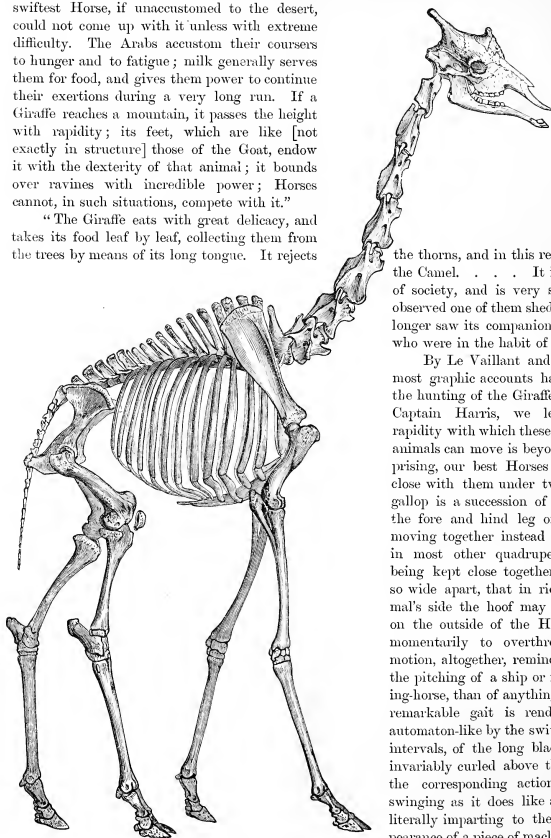 swiftest Horse, if unaccustomed to the desert,
could not come up with it unless with extreme
difficulty. The Arabs accustom their coursers
to hunger and to fatigue; milk generally serves
them for food, and gives them power to continue
their exertions during a very long run. If a
Giraffe reaches a mountain, it passes the height
with rapidity; its feet, which are like [not
exactly in structure] those of the Goat, endow
it with the dexterity of that animal; it bounds
over ravines with incredible power; Horses
cannot, in such situations, compete with it.”
“The Giraffe eats with great delicacy, and
takes its food leaf by leaf, collecting them from
the trees by means of its long tongue. It rejects
the thorns, and in this re
the Camel. . . . It i
of society, and is very s
observed one of them shed
longer saw its companion
who were in the habit of
By Le Vaillant and
most graphic accounts ha
the hunting of the Giraffe
Captain Harris, we le
rapidity with which these
animals can move is beyo
prising, our best Horses
close with them under tw
gallop is a succession of
the fore and hind leg o
moving together instead
in most other quadrupe
being kept close together
so wide apart, that in ri
mal’s side the hoof may
on the outside of the H
momentarily to overthr
motion, altogether, remin
the pitching of a ship or
ing-horse, than of anythin
remarkable gait is rend
automaton-like by the swi
intervals, of the long bla
invariably curled above t
the corresponding action
swinging as it does like
literally imparting to the
pearance of a piece of mach